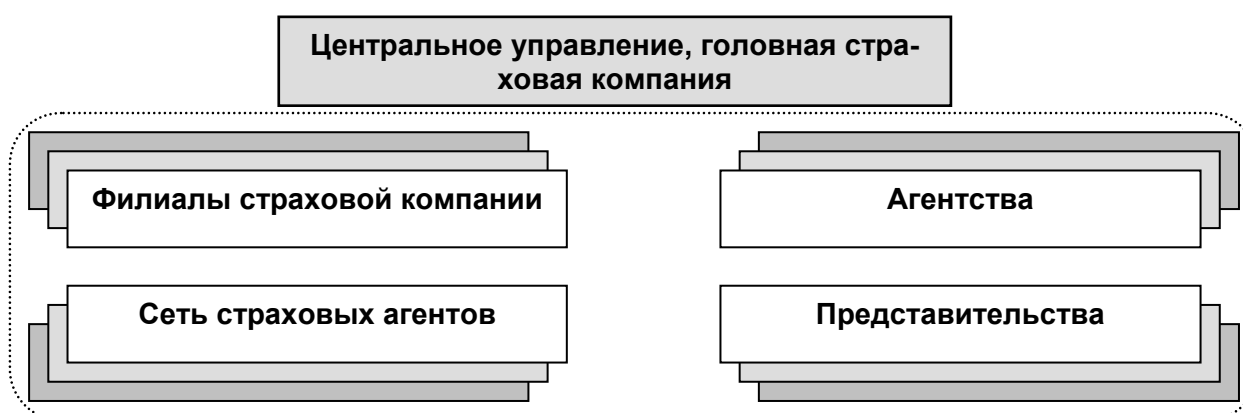 Центральное управление, головная стра-
ховая компания
Филиалы страховой компании
Агентства
Сеть страховых агентов
Представительства